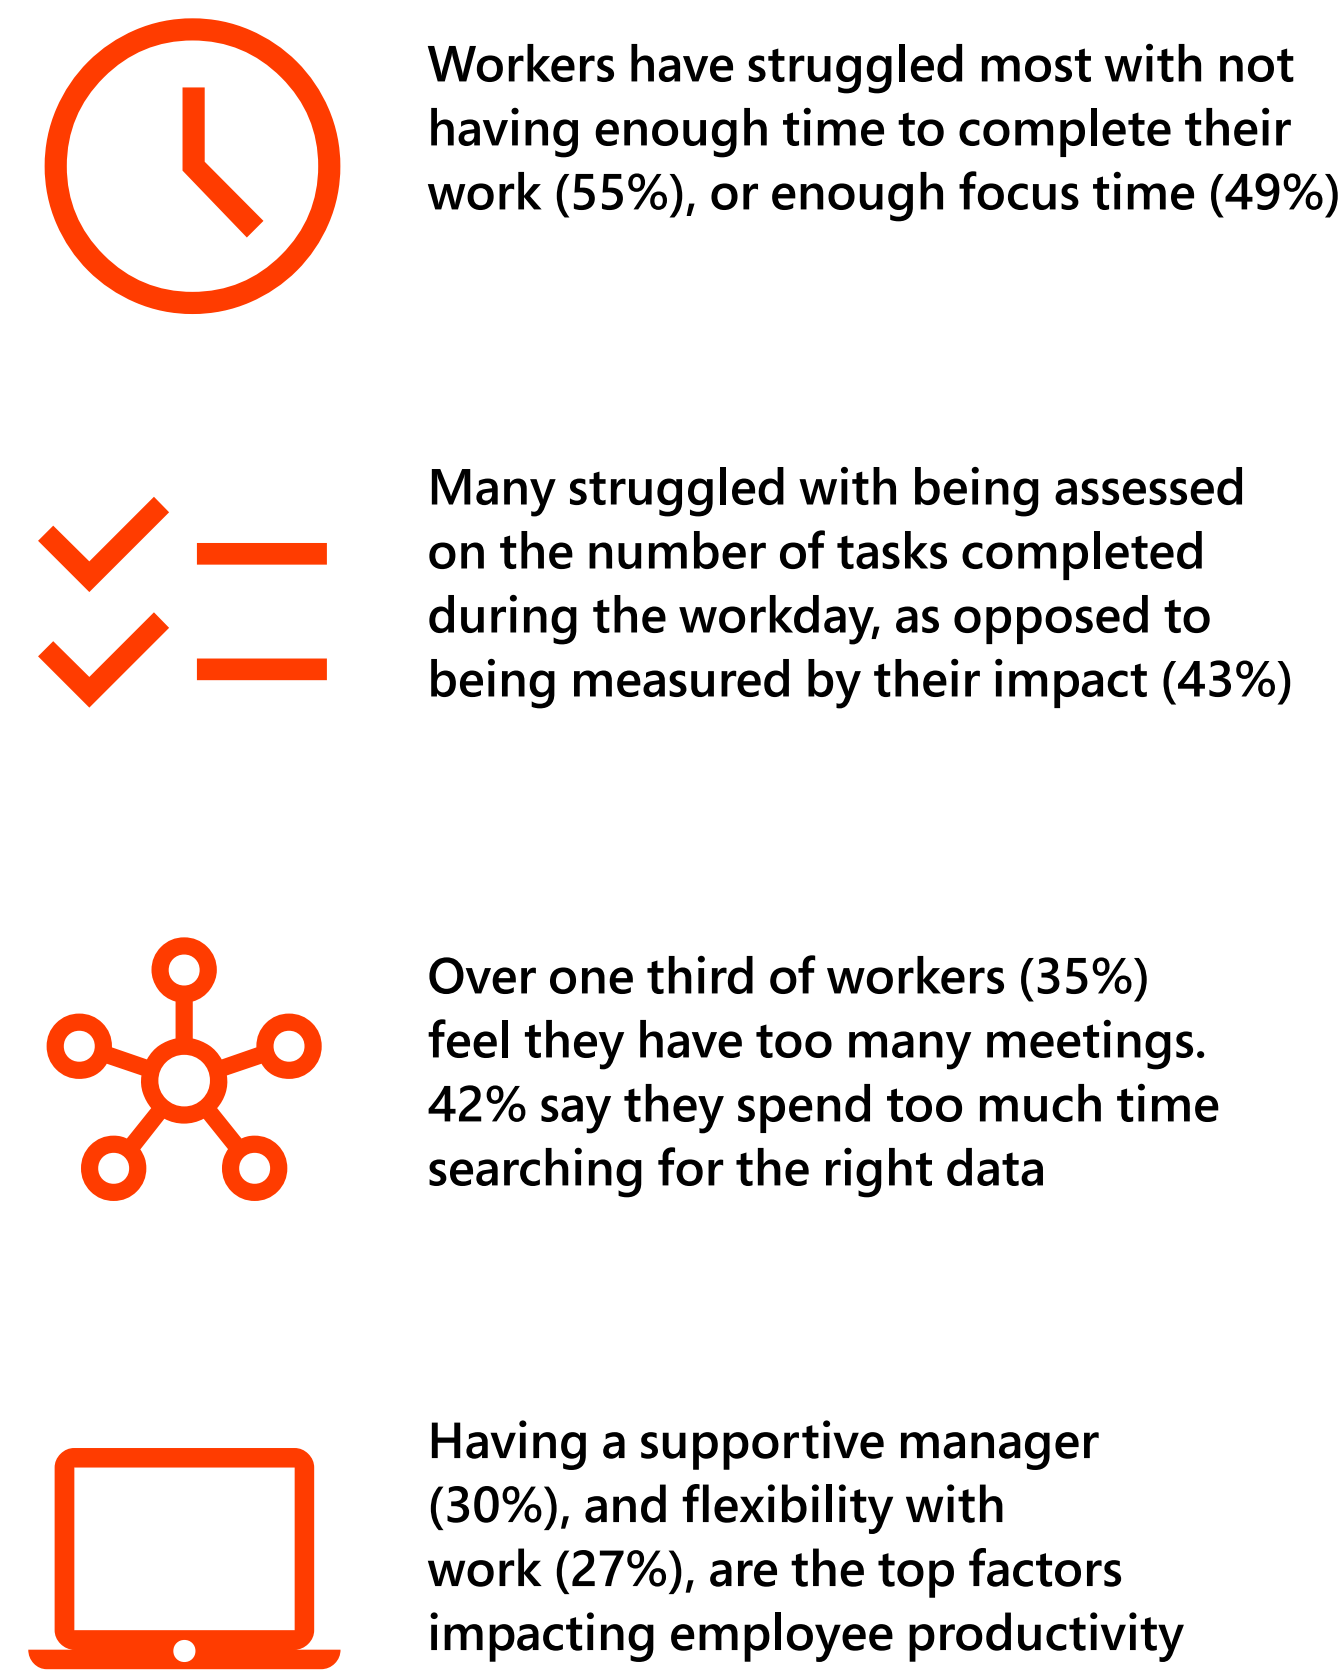 Workers have struggled most with not
having enough time to complete their
work (55%), or enough focus time (49%)
Many struggled with being assessed
on the number of tasks completed
during the workday, as opposed to
being measured by their impact (43%)
Over one third of workers (35%)
feel they have too many meetings.
42% say they spend too much time
searching for the right data
Having a supportive manager
(30%), and flexibility with
work (27%), are the top factors
impacting employee productivity